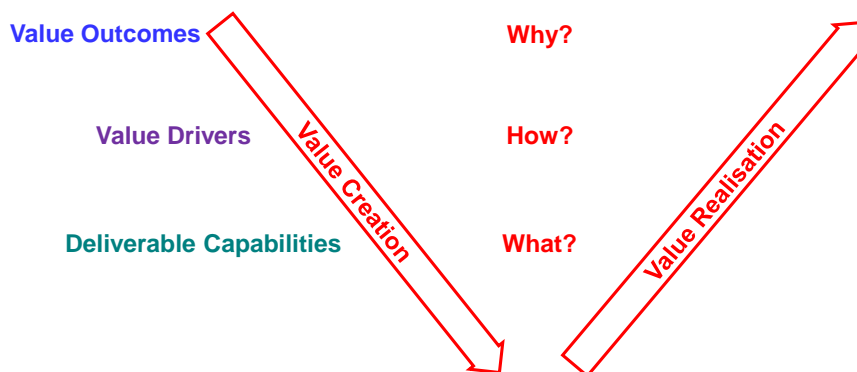 Value Outcomes
Why?
Value Drivers
How?
Value Creation
Value Realisation
Deliverable Capabilities
What?